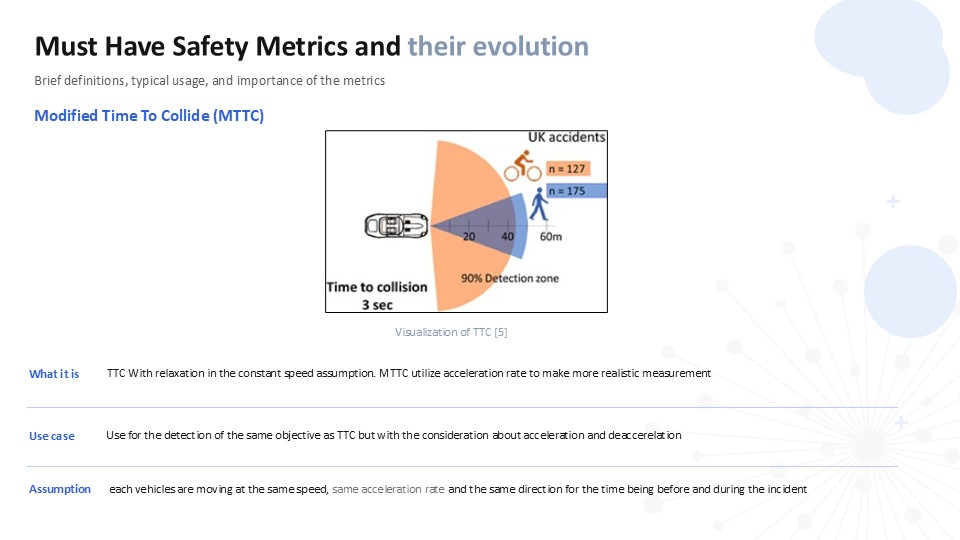 Must Have Safety Metrics and their evolution
Brief definitions, typical usage, and importance of the metrics
Modified Time To Collide (MTTC)
UK accidents
n = 127
n = 175
20
40
60m
90% Detection zone
Time to collision
3 sec
Visualization of TTC [5]
What it is
TTC With relaxation in the constant speed assumption. MTTC utilize acceleration rate to make more realistic measurement
Use case
Use for the detection of the same objective as TTC but with the consideration about acceleration and deaccerelation
Assumption
each vehicles are moving at the same speed, same acceleration rate and the same direction for the time being before and during the incident